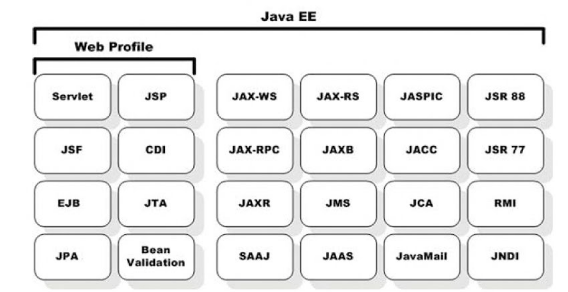 Java EE
Web Profile
Servlet JSP JAX-WS JAX-RS JASPIC JSR 88
JSF CDI JAX-RPC JAXB JACC JSR 77
EJB JTA JAXR JMS JCA RMI
JPA Bean Validation SAAJ JAAS JavaMail JNDI